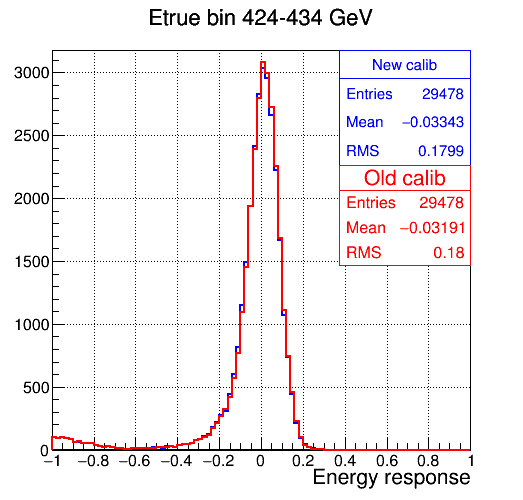 Etrue bin 424-434 GeV
New calib
Entries 29478
Mean −0.03343
RMS 0.1799
Old calib
Entries 29478
Mean −0.03191
RMS 0.18
3000
2500
2000
1500
1000
500
0
−1 −0.8 −0.6 −0.4 −0.2 0 0.2 0.4 0.6 0.8 1
Energy response